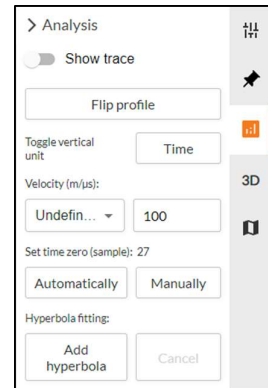 Analysis
Show trace
Flip profile
Toggle vertical
unit
Time
Velocity (m/µs):
Undefin...
100
Set time zero (sample): 27
Automatically
Manually
Hyperbola fitting:
Add
hyperbola
Cancel
3D